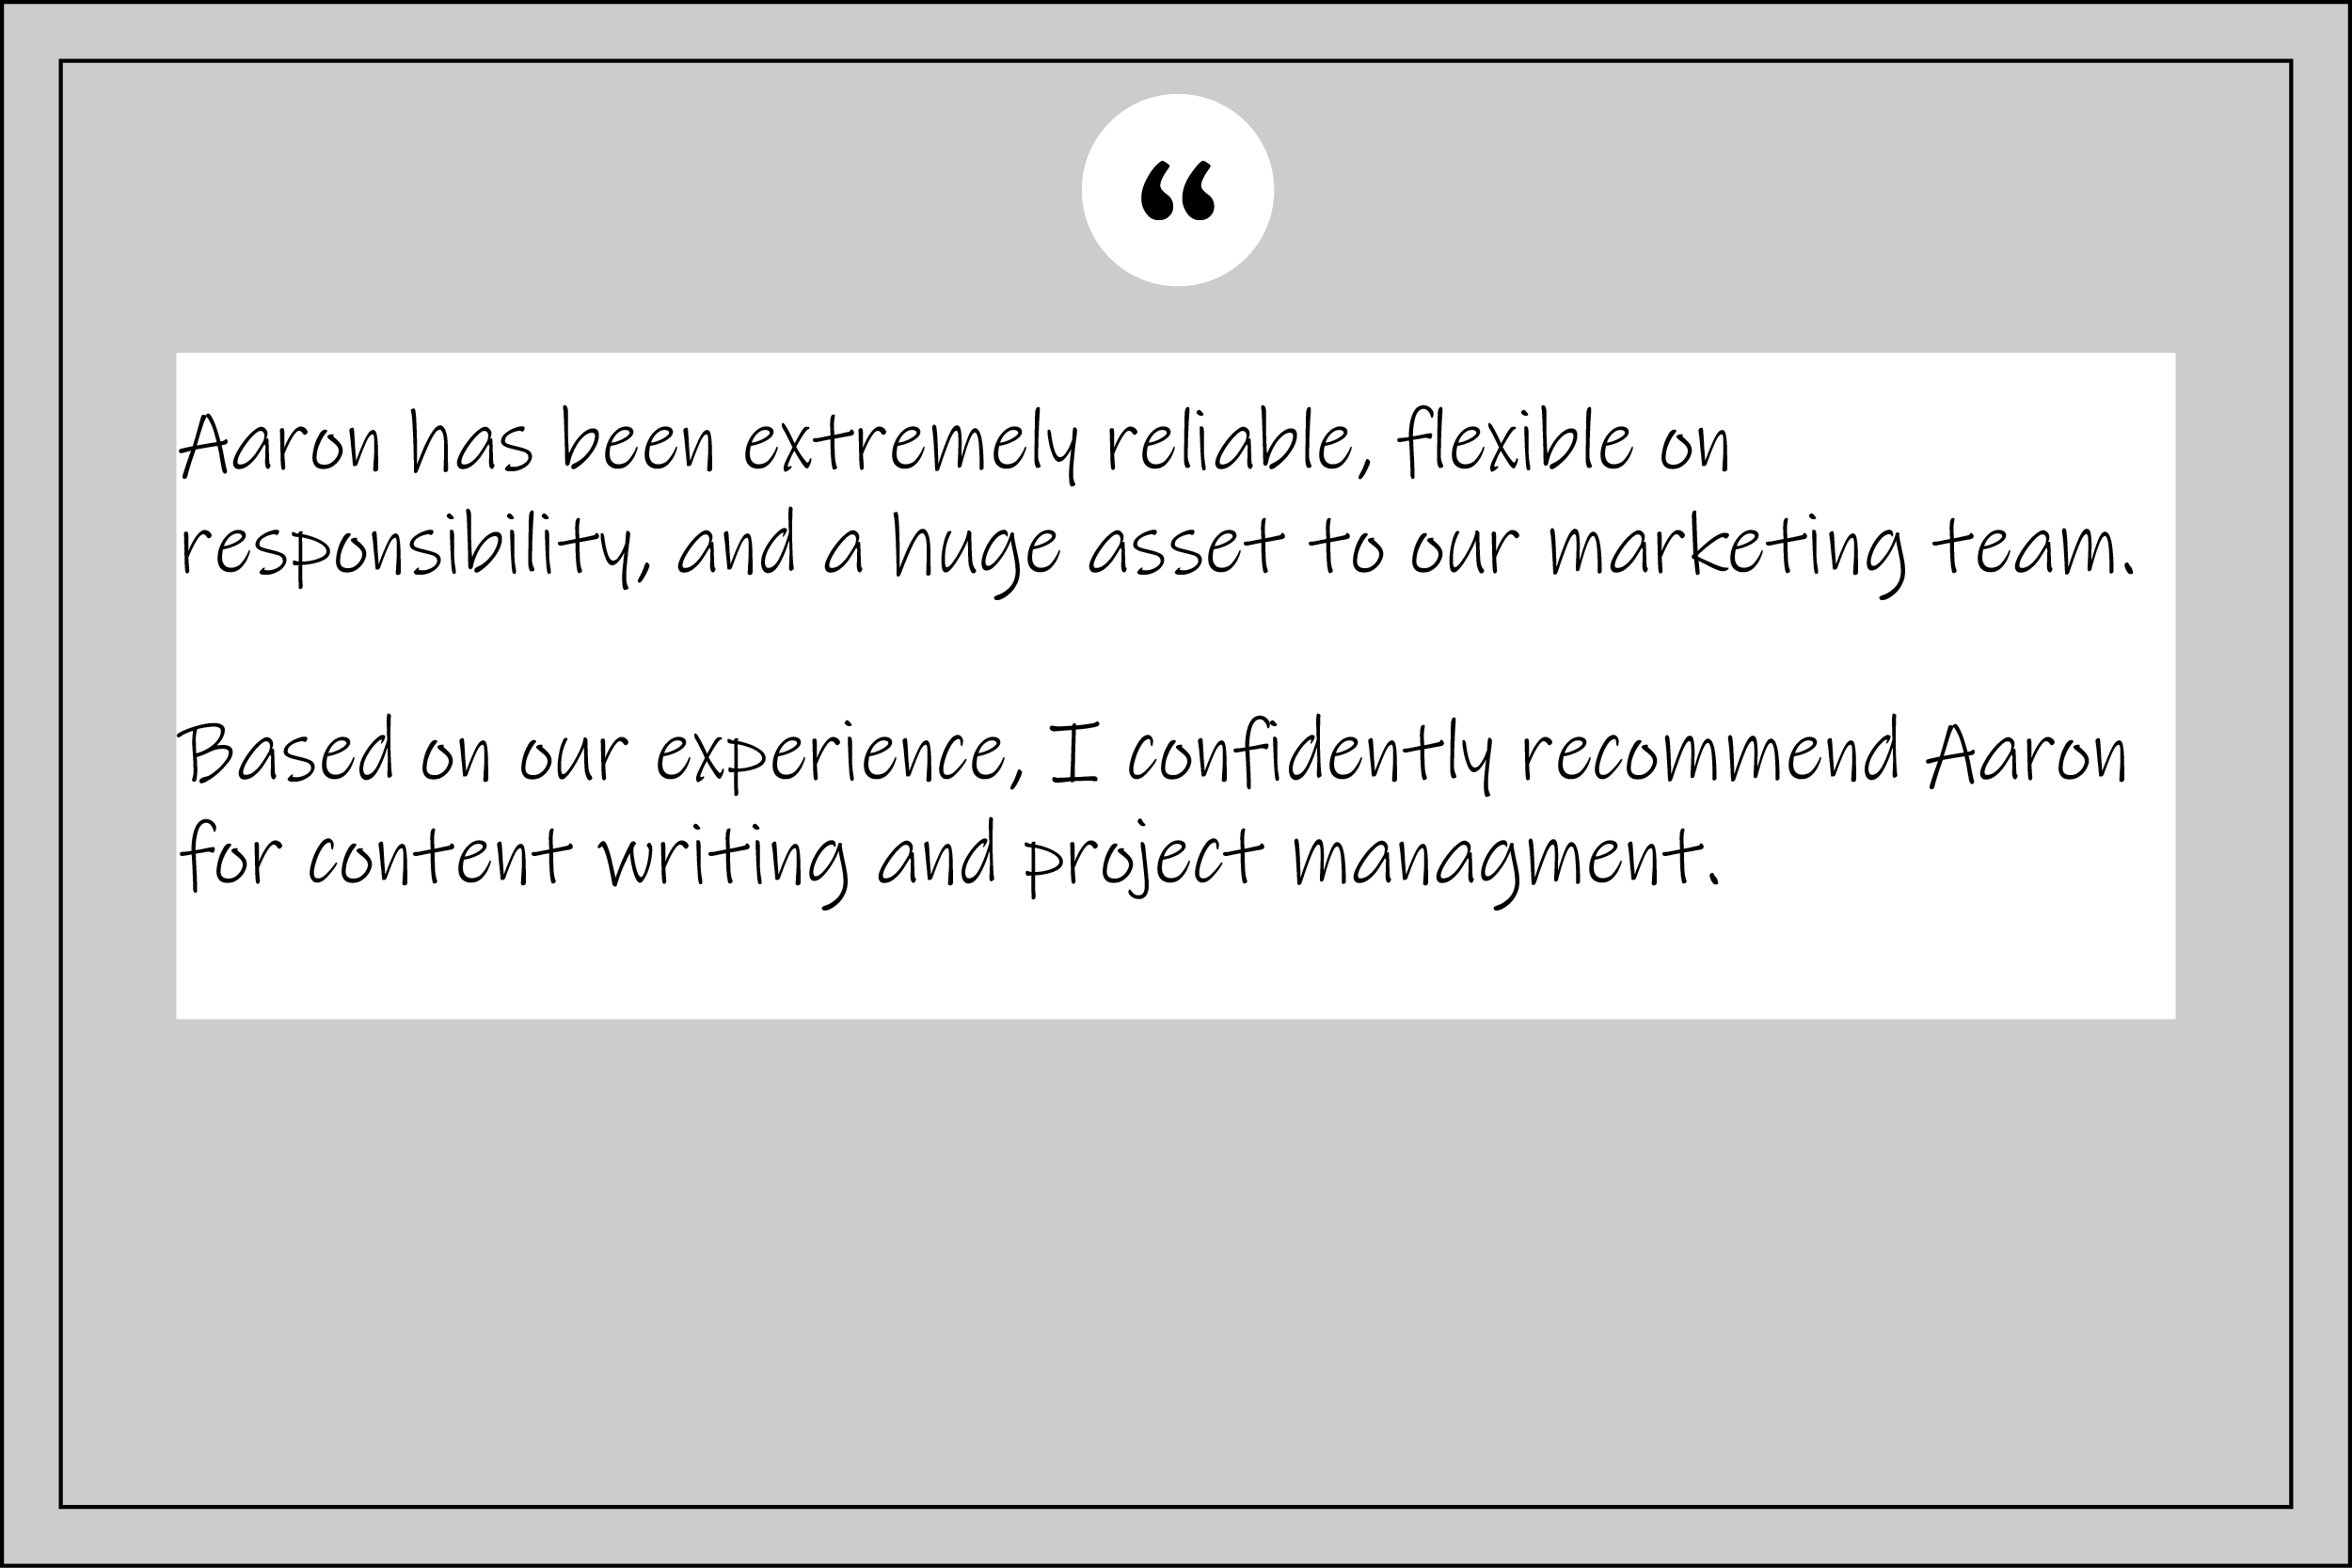 “
Aaron has been extremely reliable, flexible on
responsibility, and a huge asset to our marketing team.
Based on our experience, I confidently recommend Aaron
for content writing and project managment.